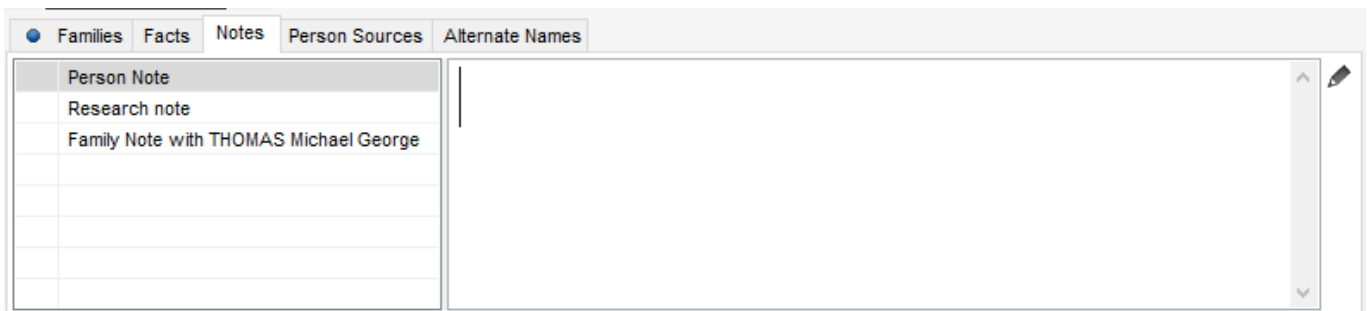 Families Facts Notes Person Sources Alternate Names
Person Note
Research note
Family Note with THOMAS Michael George